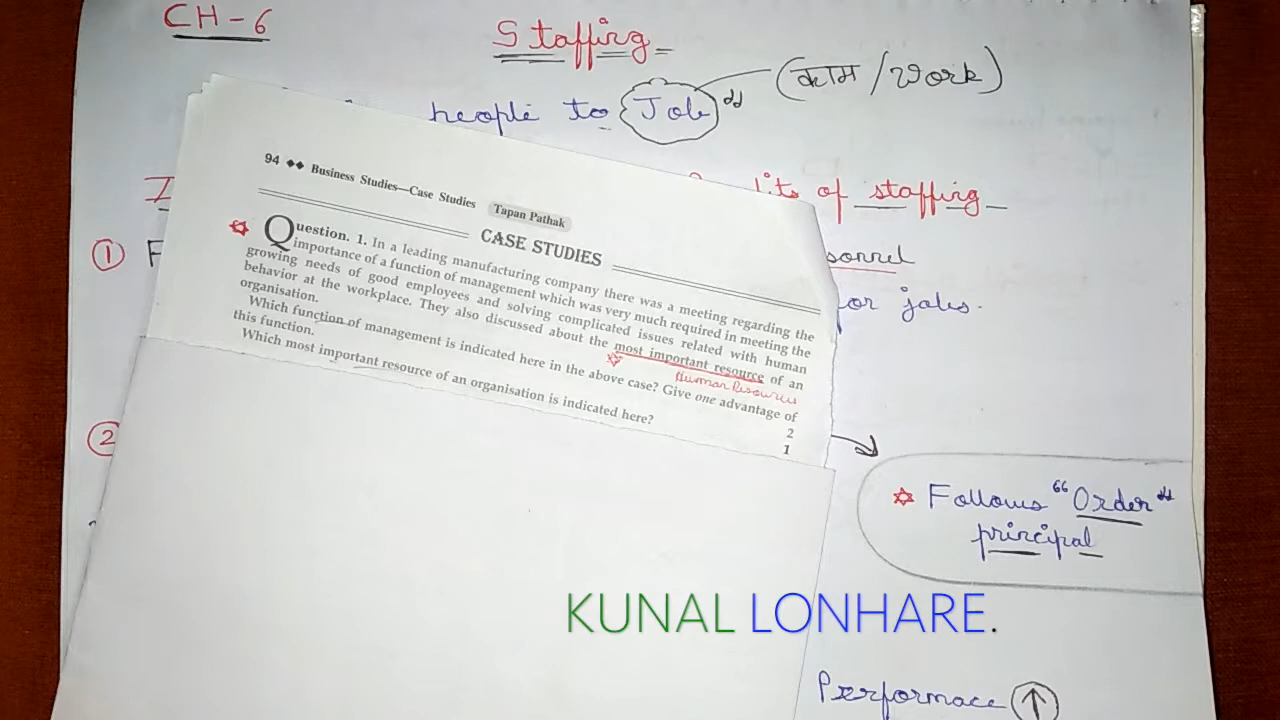 CH-6
Staffing
people to Job (काम / Work)
of staffing
① F
for jobs.
94 ◆◆ Business Studies—Case Studies Tapan Pathak
CASE STUDIES
Question. 1. In a leading manufacturing company there was a meeting regarding the
importance of a function of management which was very much required in meeting the
growing needs of good employees and solving complicated issues related with human
behavior at the workplace. They also discussed about the most important resource of an
organisation.
Human Resources
Which function of management is indicated here in the above case? Give one advantage of
this function. 2
Which most important resource of an organisation is indicated here? 1
②
Follows "Order"
principal
KUNAL LONHARE.
Performace ↑